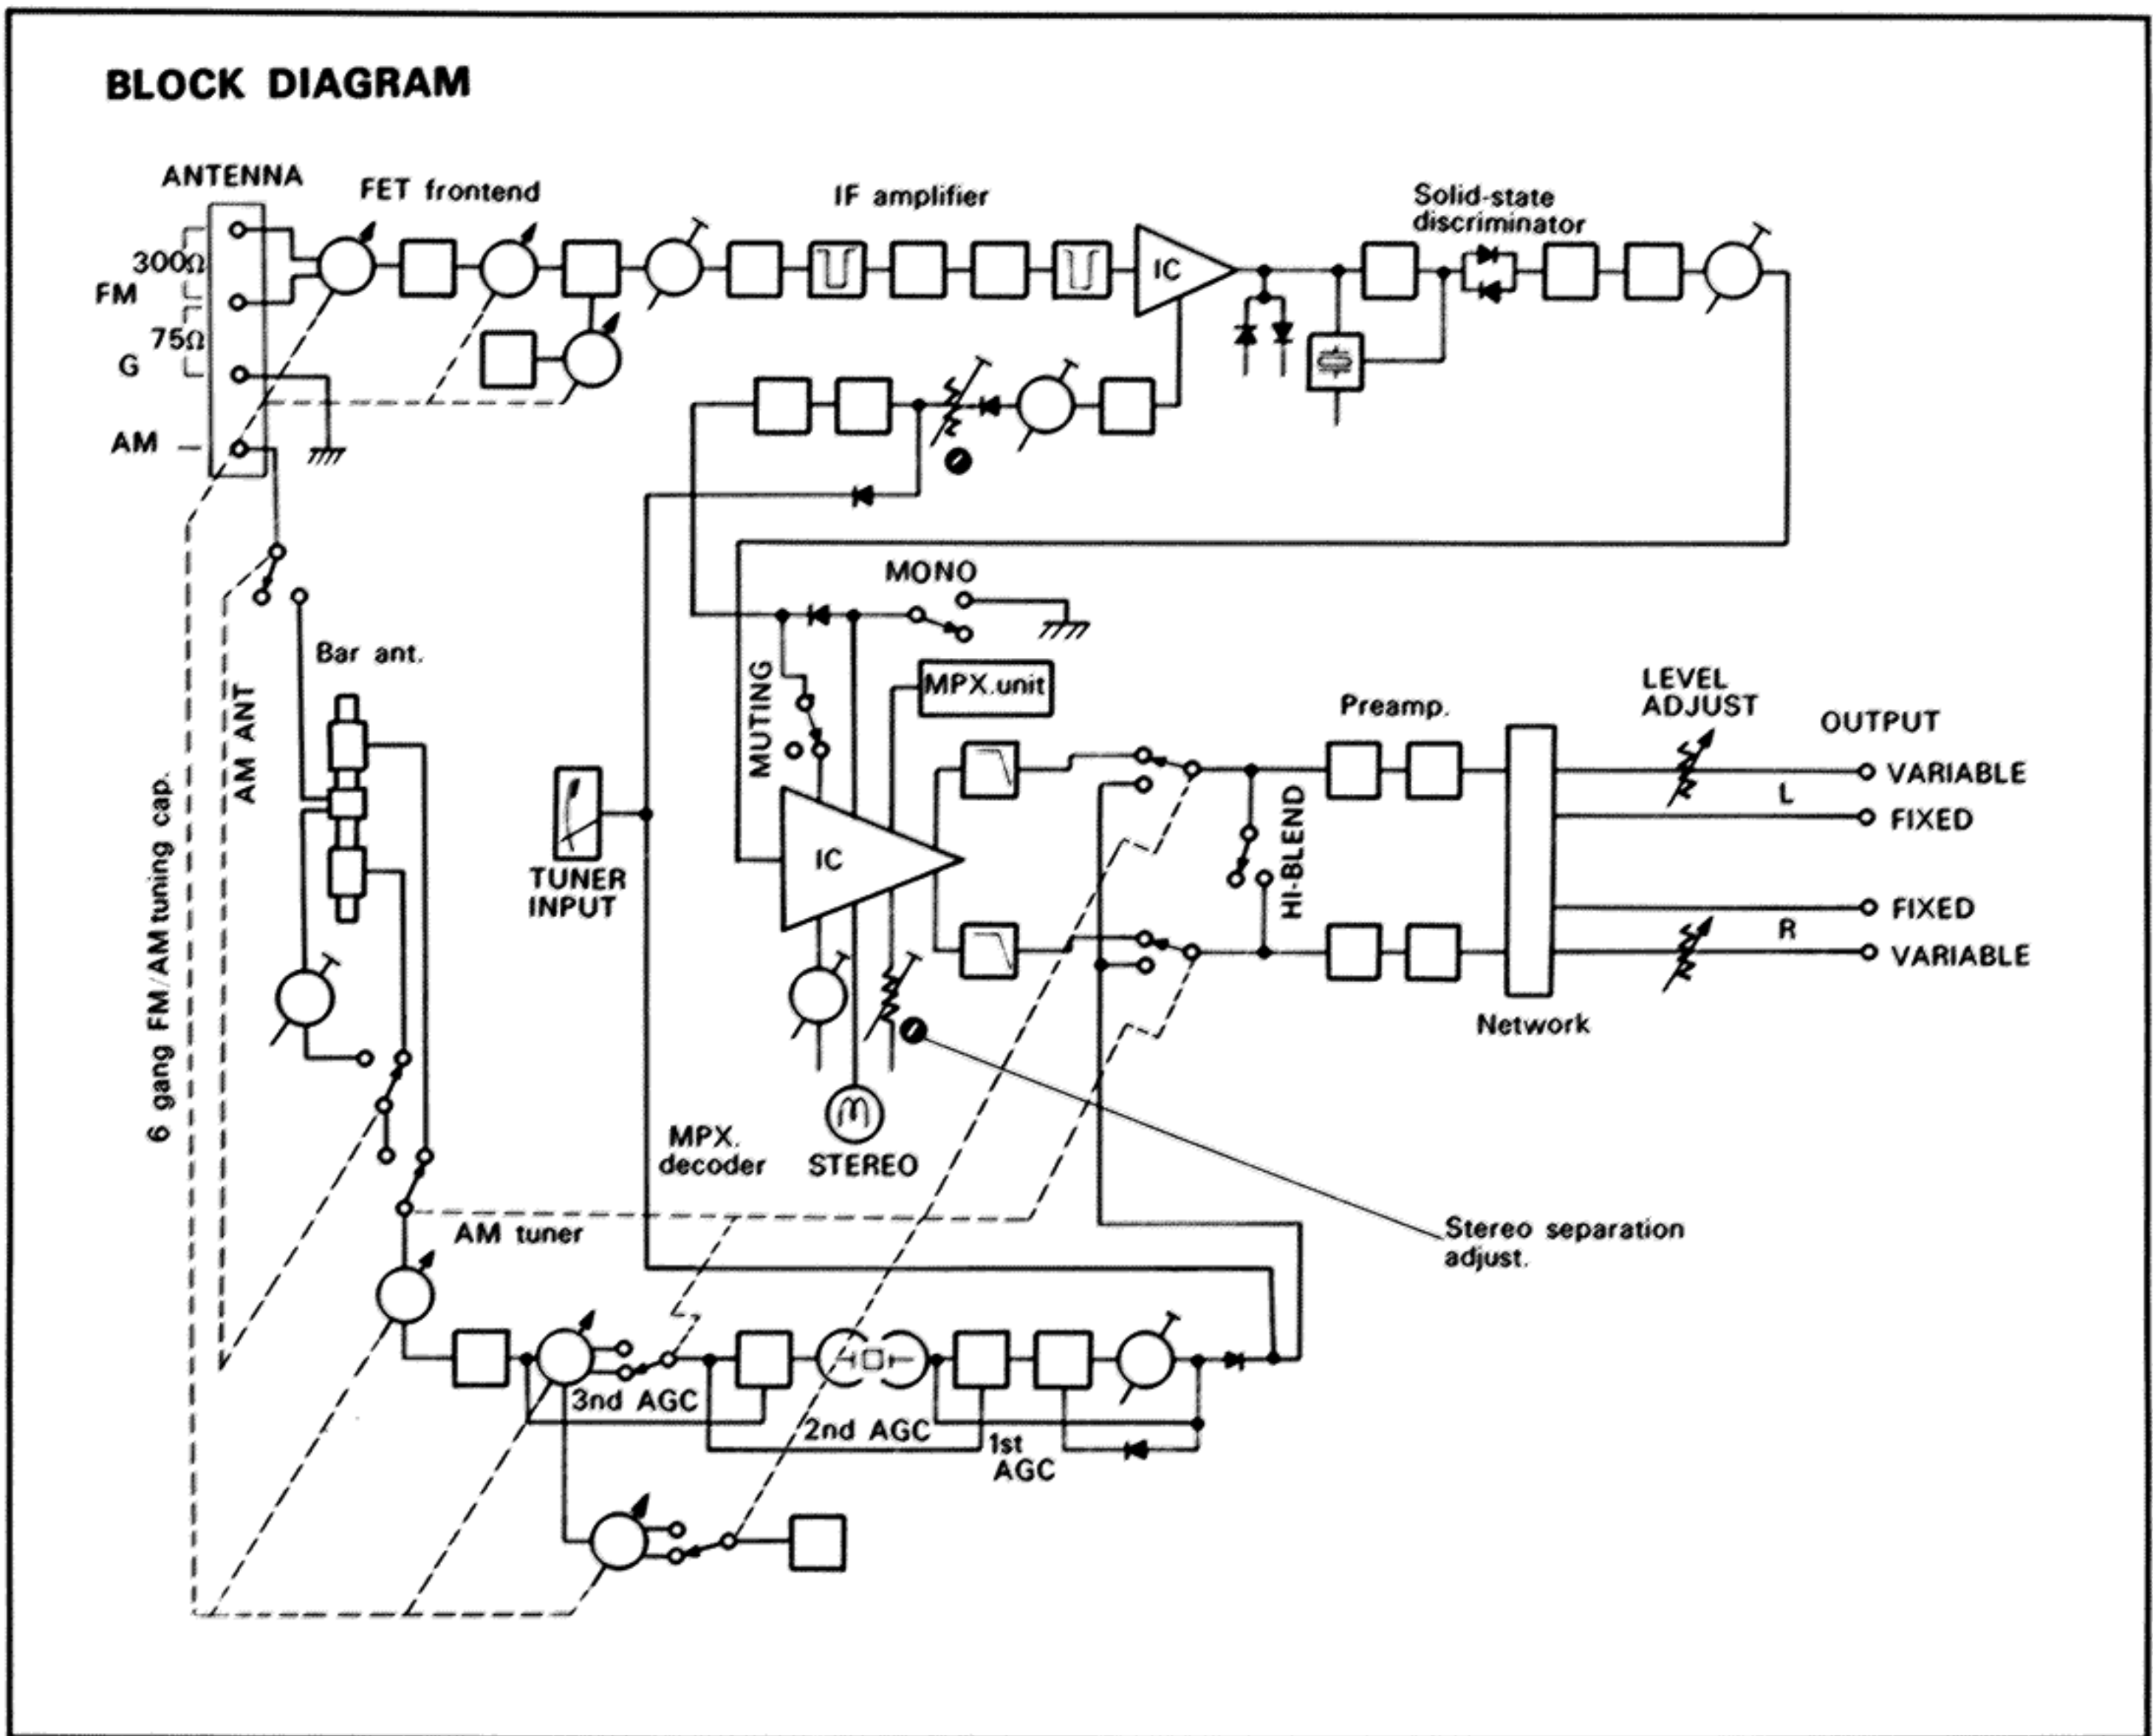 BLOCK DIAGRAM
ANTENNA
FET frontend
IF amplifier
Solid-state
discriminator
300Ω
FM
75Ω
G
AM
IC
MONO
Bar ant.
AM ANT
MUTING
MPX.unit
6 gang FM/AM tuning cap.
TUNER
INPUT
IC
Preamp.
LEVEL
ADJUST
OUTPUT
VARIABLE
L
FIXED
HI-BLEND
FIXED
R
VARIABLE
Network
MPX.
decoder
STEREO
AM tuner
Stereo separation
adjust.
3nd AGC
2nd AGC
1st
AGC